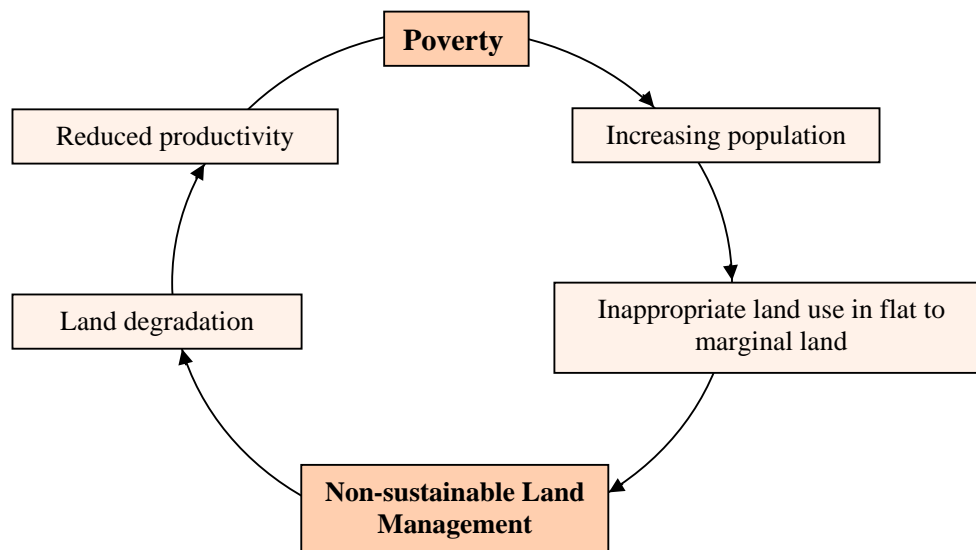 Poverty
Reduced productivity
Increasing population
Land degradation
Inappropriate land use in flat to
marginal land
Non-sustainable Land
Management